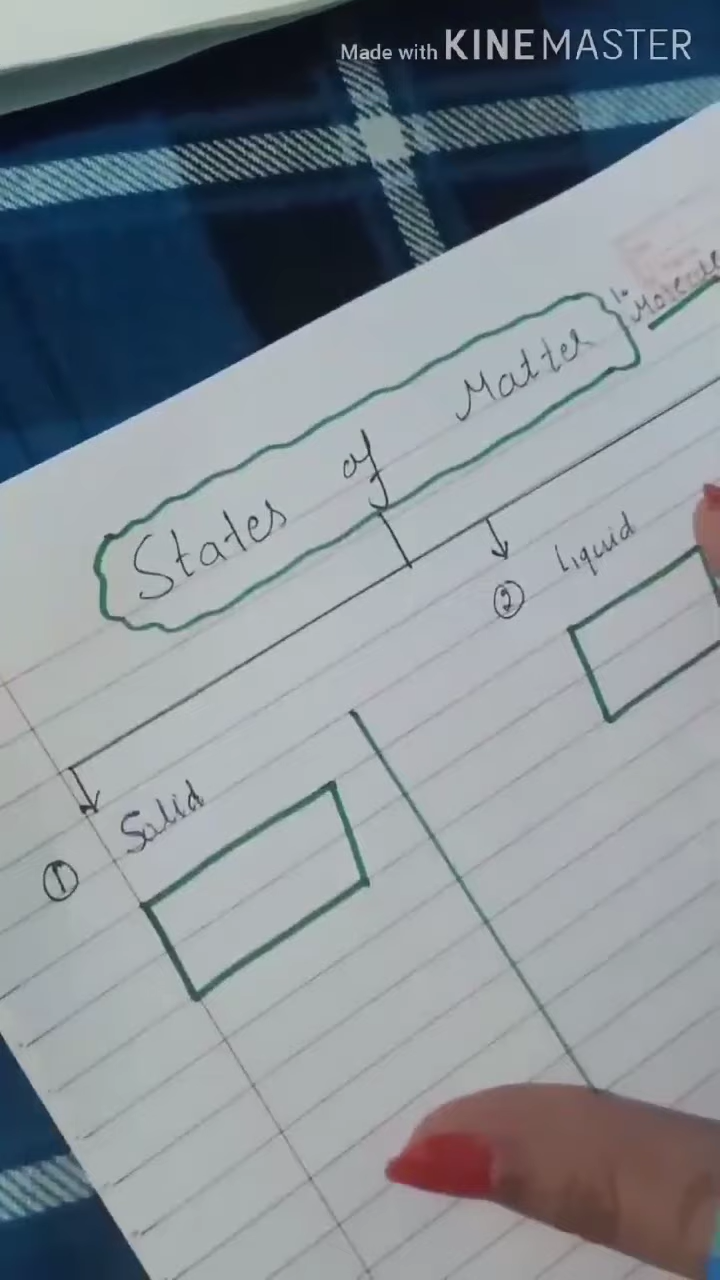 Made with KINEMASTER
States of Matter
② Liquid
① Solid